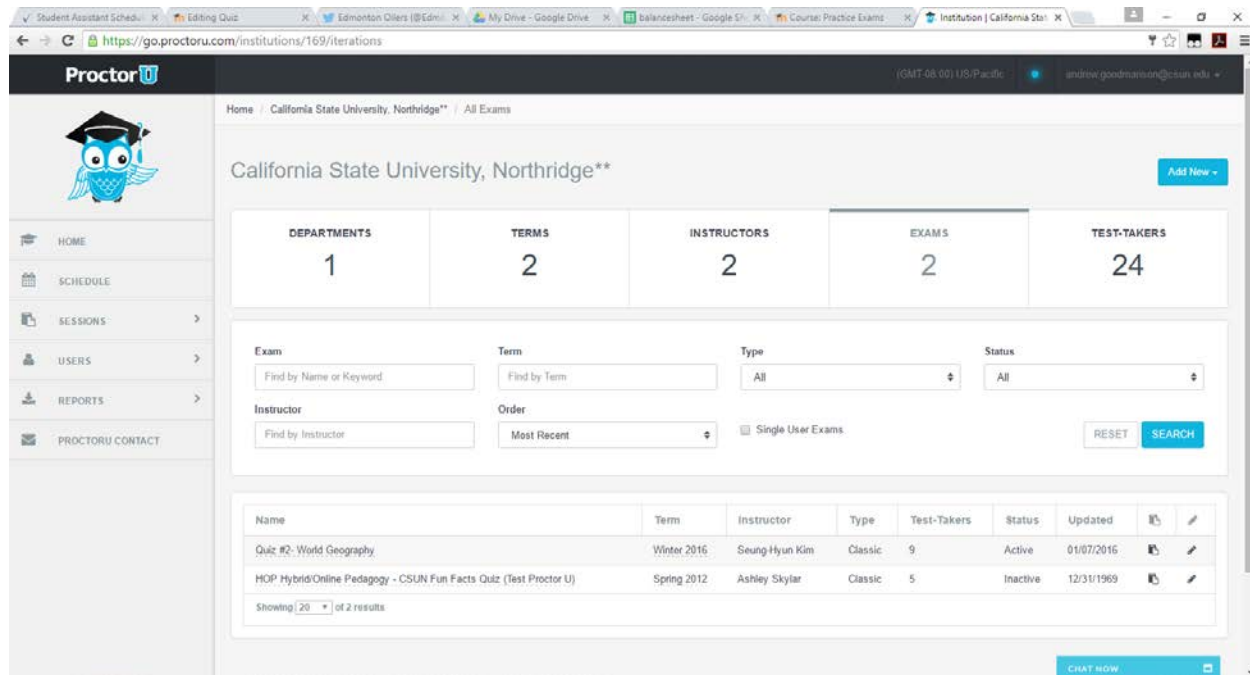 Student Assistant Schedul
Editing Quiz
Edmonton Oilers (@Edm
My Drive - Google Drive
balancesheet - Google Sh
Course: Practice Exams
Institution | California Stat
https://go.proctoru.com/institutions/169/iterations
ProctorU
(GMT-08:00) US/Pacific
andrew.goodmanson@csun.edu
Home / California State University, Northridge** / All Exams
California State University, Northridge**
Add New
HOME
SCHEDULE
SESSIONS
USERS
REPORTS
PROCTORU CONTACT
DEPARTMENTS TERMS INSTRUCTORS EXAMS TEST-TAKERS
1 2 2 2 24
Exam Term Type Status
Find by Name or Keyword Find by Term All All
Instructor Order
Find by Instructor Most Recent Single User Exams RESET SEARCH
Name Term Instructor Type Test-Takers Status Updated
Quiz #2- World Geography Winter 2016 Seung-Hyun Kim Classic 9 Active 01/07/2016
HOP Hybrid/Online Pedagogy - CSUN Fun Facts Quiz (Test Proctor U) Spring 2012 Ashley Skylar Classic 5 Inactive 12/31/1969
Showing 20 of 2 results
CHAT NOW